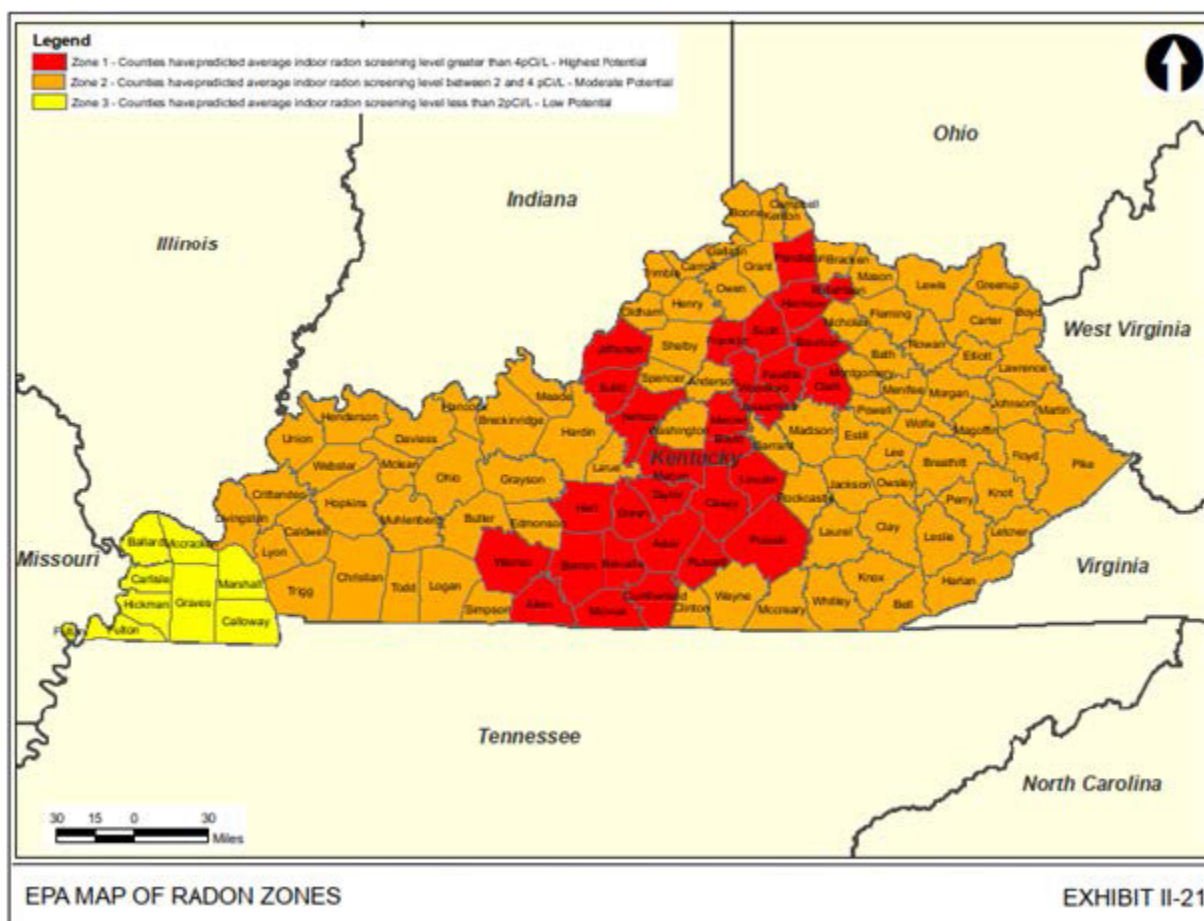 Legend
Zone 1 - Counties have predicted average indoor radon screening level greater than 4pCi/L - Highest Potential
Zone 2 - Counties have predicted average indoor radon screening level between 2 and 4 pCi/L - Moderate Potential
Zone 3 - Counties have predicted average indoor radon screening level less than 2pCi/L - Low Potential
Ohio
Indiana
Illinois
Campbell
Boone
Kenton
Gallatin
Carroll
Grant
Pendleton
Bracken
Trimble
Owen
Mason
Lewis
Greenup
Robertson
Henry
Harrison
Oldham
Nicholas
Fleming
Carter
Boyd
West Virginia
Scott
Franklin
Bourbon
Rowan
Jefferson
Shelby
Bath
Elliott
Fayette
Lawrence
Spencer
Anderson
Woodford
Clark
Montgomery
Menifee
Morgan
Bullitt
Johnson
Martin
Hancock
Meade
Nelson
Mercer
Powell
Henderson
Breckinridge
Washington
Madison
Wolfe
Magoffin
Union
Daviess
Hardin
Boyle
Garrard
Estill
Lee
Floyd
Pike
Webster
Mclean
Larue
Kentucky
Breathitt
Ohio
Grayson
Marion
Lincoln
Jackson
Owsley
Knot
Crittenden
Hopkins
Taylor
Casey
Rockcastle
Perry
Livingston
Muhlenberg
Butler
Edmonson
Hart
Green
Laurel
Clay
Leslie
Letcher
Caldwell
Ballard
Mccracken
Lyon
Adair
Pulaski
Missouri
Warren
Barren
Metcalfe
Russell
Virginia
Carlisle
Marshall
Trigg
Christian
Todd
Logan
Knox
Harlan
Hickman
Graves
Simpson
Allen
Monroe
Cumberland
Clinton
Wayne
Mccreary
Whitley
Bell
Calloway
Fulton
Fulton
Tennessee
North Carolina
30 15 0 30
Miles
EPA MAP OF RADON ZONES
EXHIBIT II-21